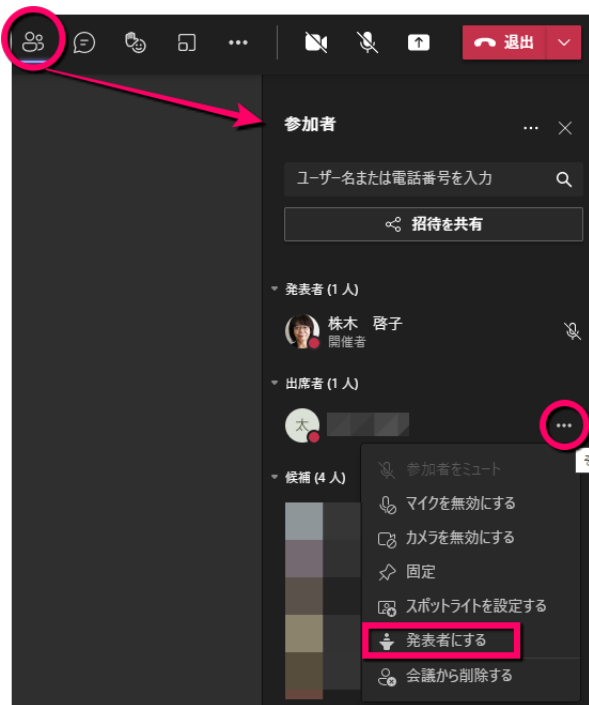 退出
参加者
ユーザー名または電話番号を入力
招待を共有
発表者 (1 人)
株木 啓子
開催者
出席者 (1 人)
太
候補 (4 人)
参加者をミュート
マイクを無効にする
カメラを無効にする
固定
スポットライトを設定する
発表者にする
会議から削除する